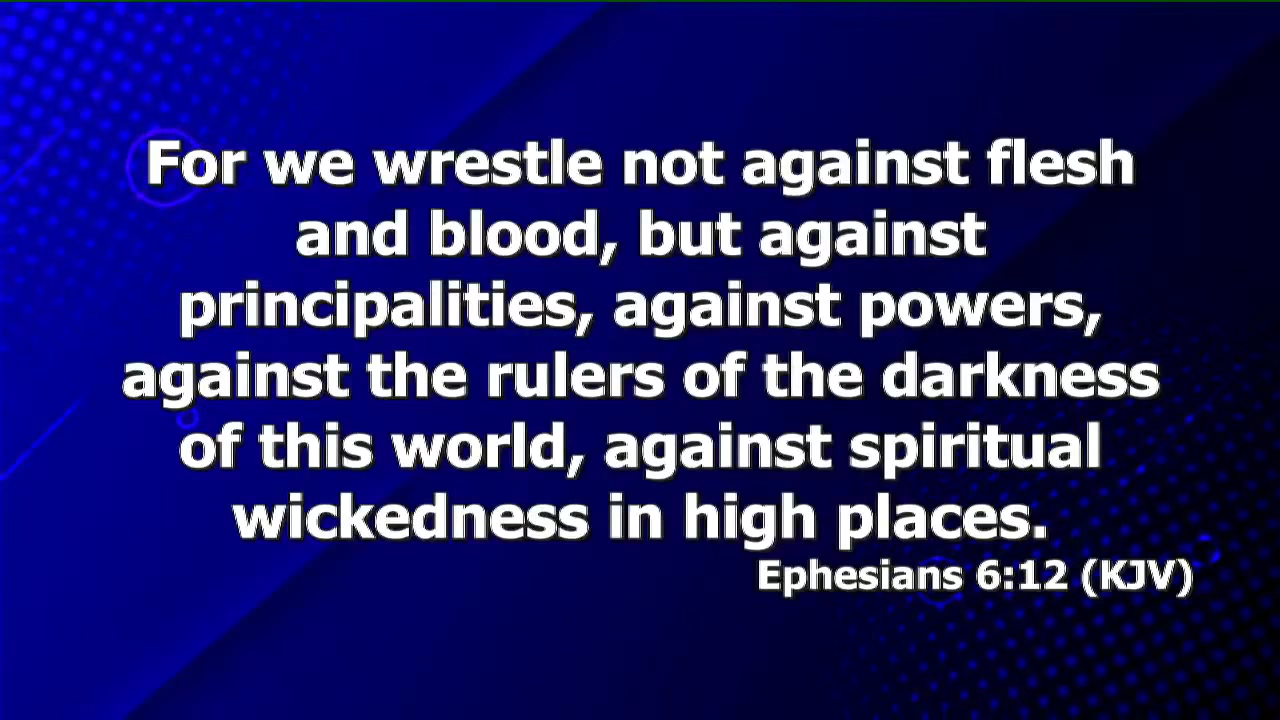 For we wrestle not against flesh
and blood, but against
principalities, against powers,
against the rulers of the darkness
of this world, against spiritual
wickedness in high places.
Ephesians 6:12 (KJV)